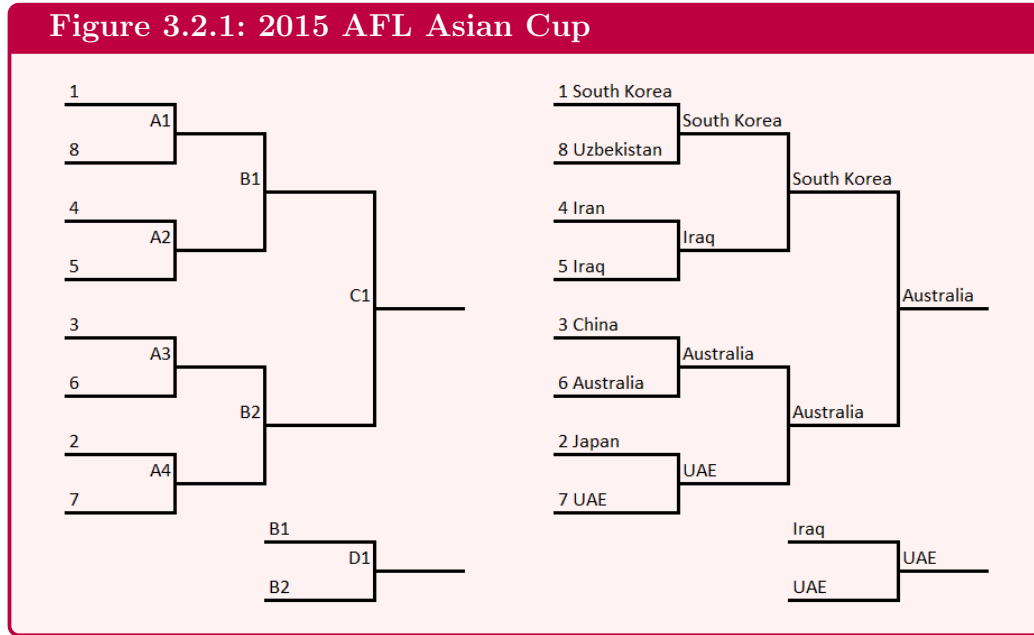 Figure 3.2.1: 2015 AFL Asian Cup
1
A1
8
B1
4
A2
5
C1
3
A3
6
B2
2
A4
7
B1
D1
B2
1 South Korea
South Korea
8 Uzbekistan
South Korea
4 Iran
Iraq
5 Iraq
Australia
3 China
Australia
6 Australia
Australia
2 Japan
UAE
7 UAE
Iraq
UAE
UAE